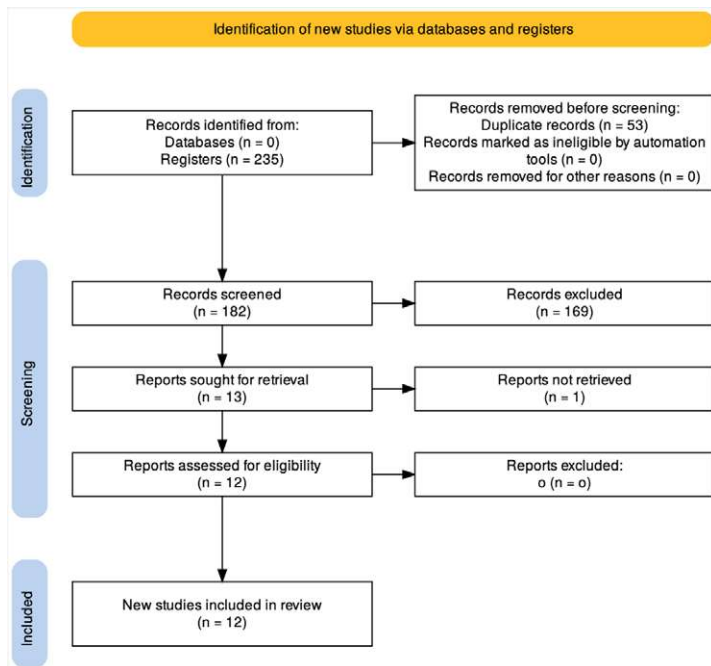 Identification of new studies via databases and registers
Identification
Records identified from:
Databases (n = 0)
Registers (n = 235)
Records removed before screening:
Duplicate records (n = 53)
Records marked as ineligible by automation
tools (n = 0)
Records removed for other reasons (n = 0)
Screening
Records screened
(n = 182)
Records excluded
(n = 169)
Reports sought for retrieval
(n = 13)
Reports not retrieved
(n = 1)
Reports assessed for eligibility
(n = 12)
Reports excluded:
o (n = o)
Included
New studies included in review
(n = 12)